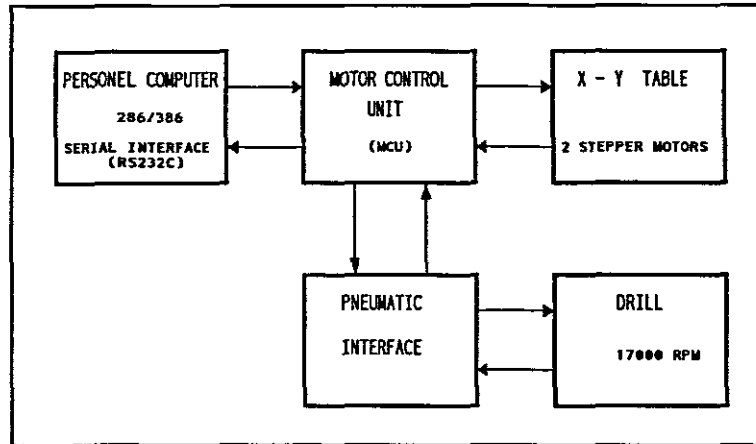 PERSONEL COMPUTER
286/386
SERIAL INTERFACE
(RS232C)
MOTOR CONTROL
UNIT
(MCU)
X - Y TABLE
2 STEPPER MOTORS
PNEUMATIC
INTERFACE
DRILL
17000 RPM